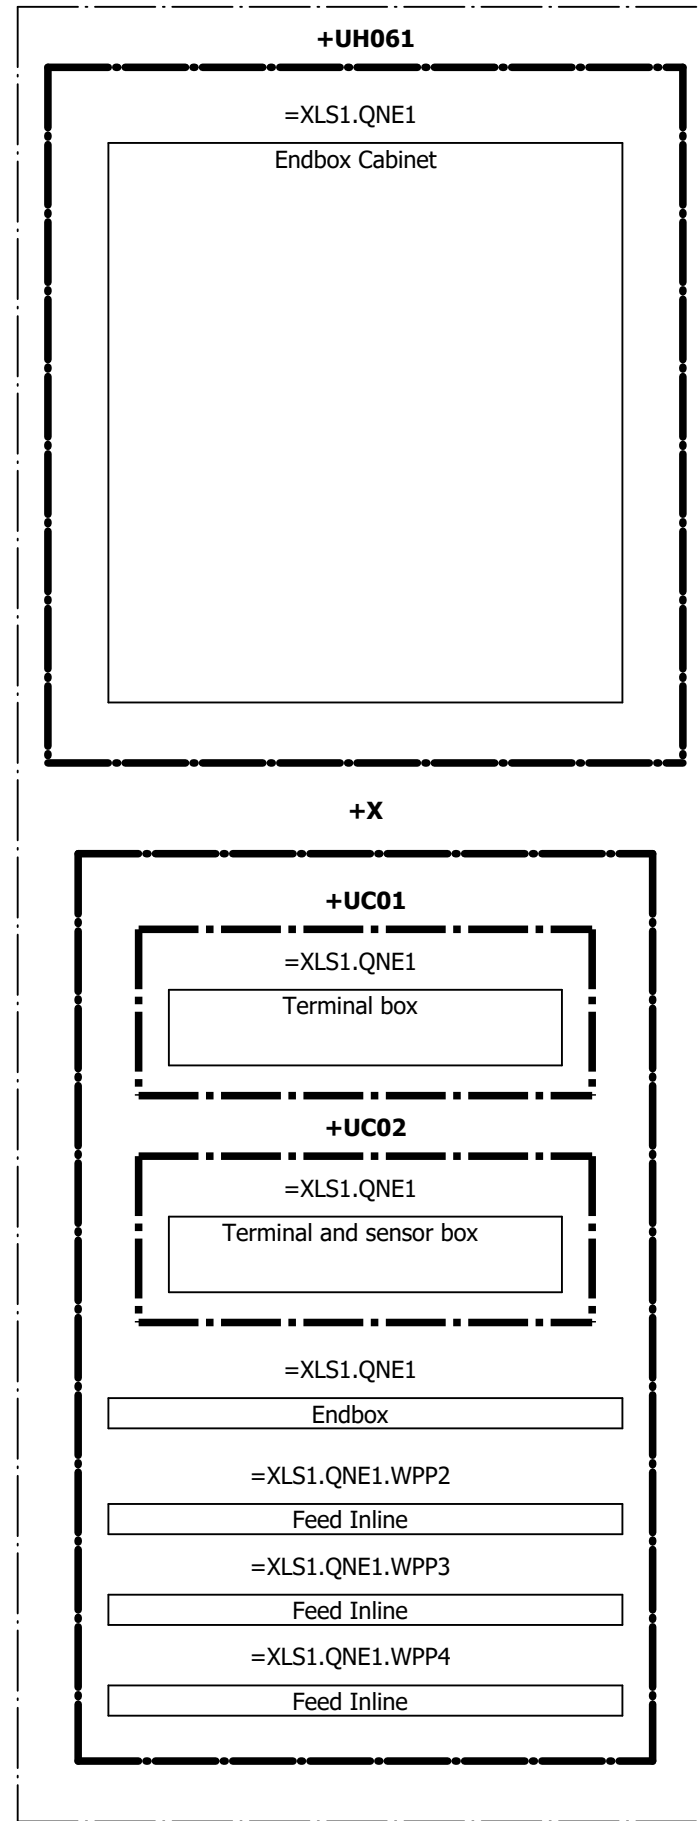 +UH061
=XLS1.QNE1
Endbox Cabinet
+X
+UC01
=XLS1.QNE1
Terminal box
+UC02
=XLS1.QNE1
Terminal and sensor box
=XLS1.QNE1
Endbox
=XLS1.QNE1.WPP2
Feed Inline
=XLS1.QNE1.WPP3
Feed Inline
=XLS1.QNE1.WPP4
Feed Inline